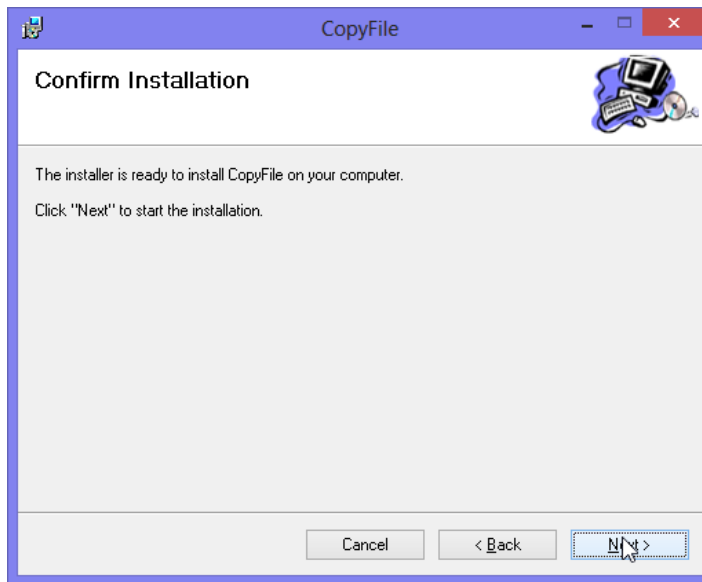 CopyFile
Confirm Installation
The installer is ready to install CopyFile on your computer.
Click "Next" to start the installation.
Cancel
< Back
Next >